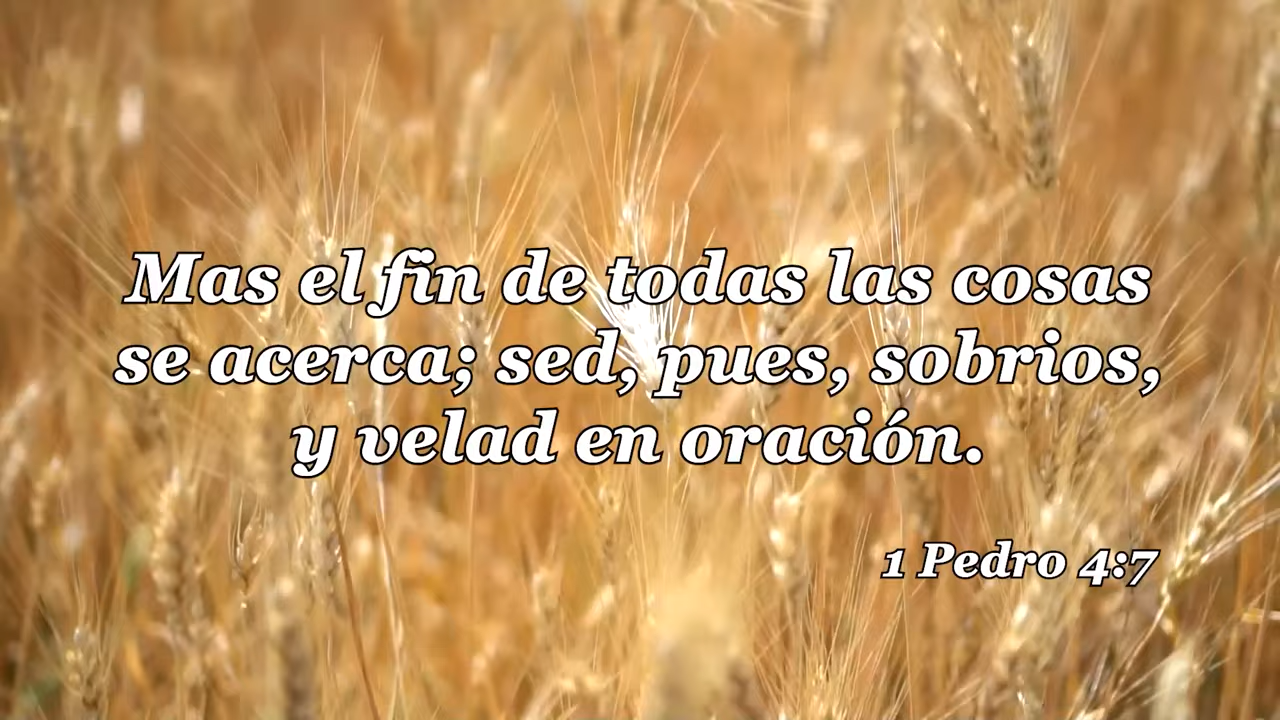 Mas el fin de todas las cosas
se acerca; sed, pues, sobrios,
y velad en oración.
1 Pedro 4:7